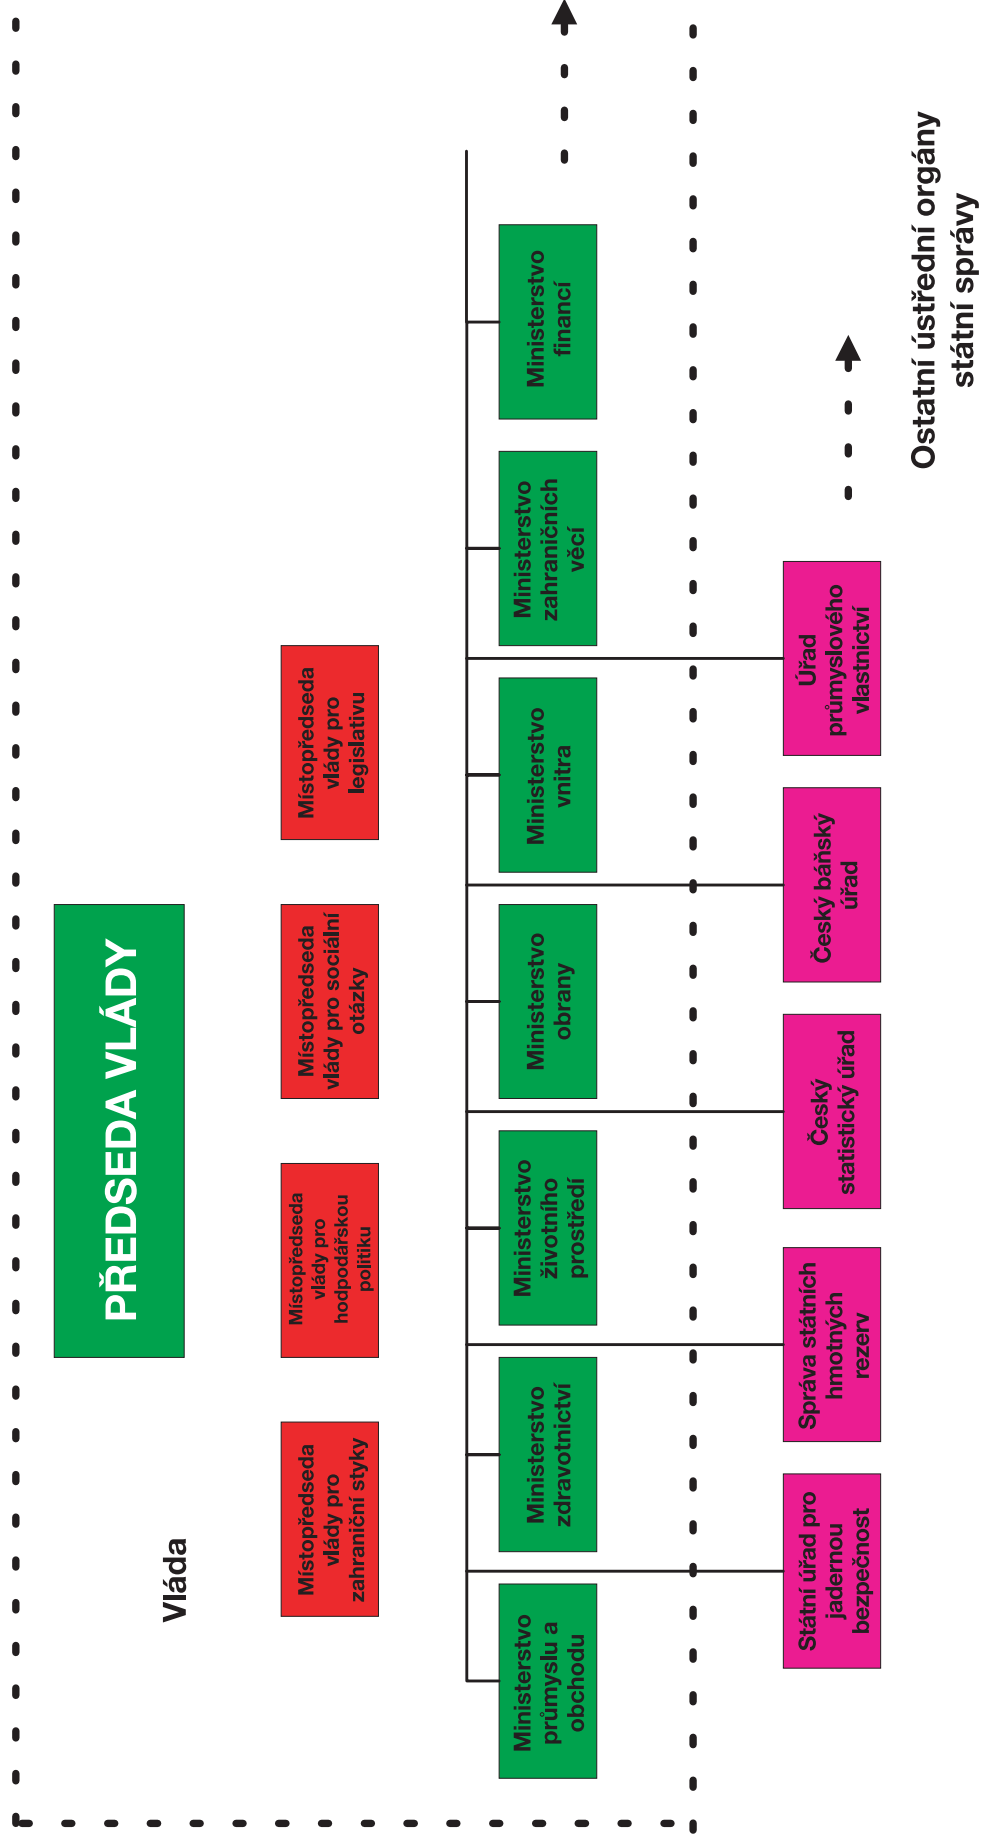 PŘEDSEDA VLÁDY
Vláda
Místopředseda
vlády pro
zahraniční styky
Místopředseda
vlády pro
hodpodářskou
politiku
Místopředseda
vlády pro sociální
otázky
Místopředseda
vlády pro
legislativu
Ministerstvo
průmyslu a
obchodu
Ministerstvo
zdravotnictví
Ministerstvo
životního
prostředí
Ministerstvo
obrany
Ministerstvo
vnitra
Ministerstvo
zahraničních
věcí
Ministerstvo
financí
Státní úřad pro
jadernou
bezpečnost
Správa státních
hmotných
rezerv
Český
statistický úřad
Český báňský
úřad
Úřad
průmyslového
vlastnictví
Ostatní ústřední orgány
státní správy